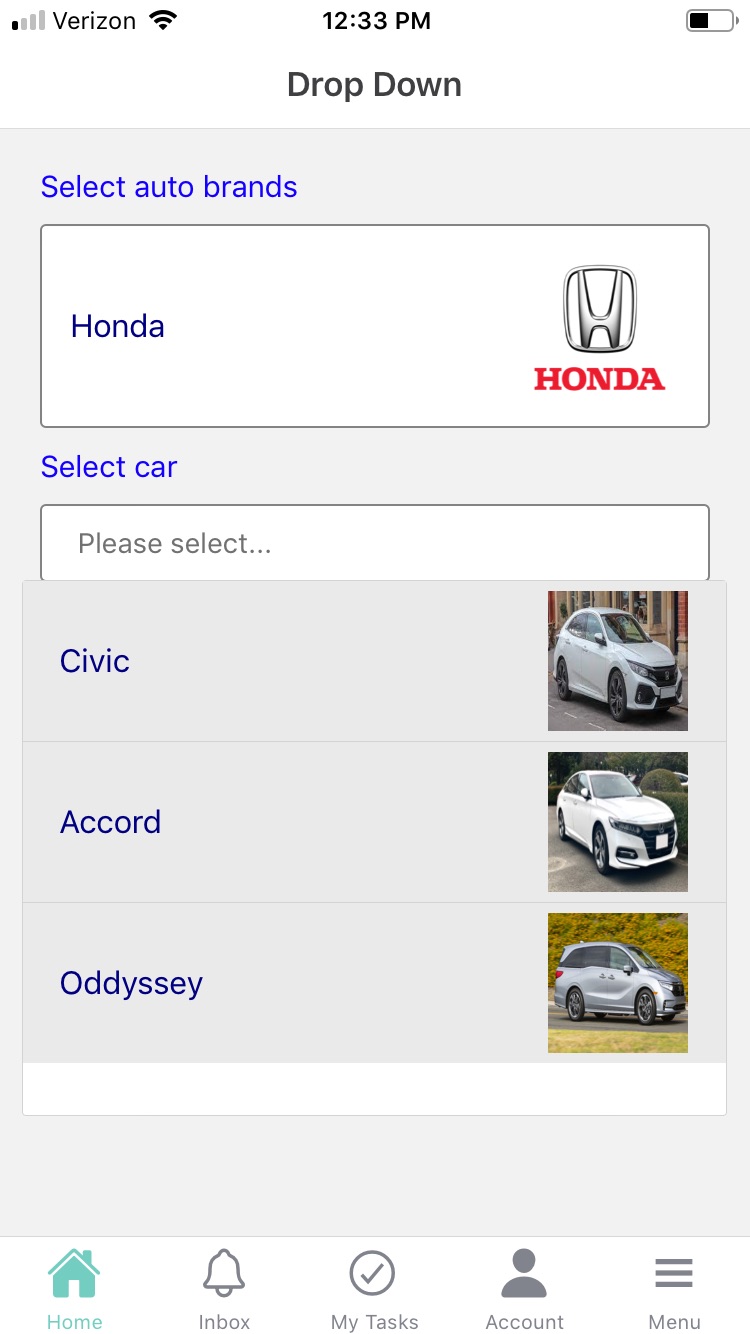 Verizon 12:33 PM
Drop Down
Select auto brands
Honda
HONDA
Select car
Please select...
Civic
Accord
Oddyssey
Home Inbox My Tasks Account Menu